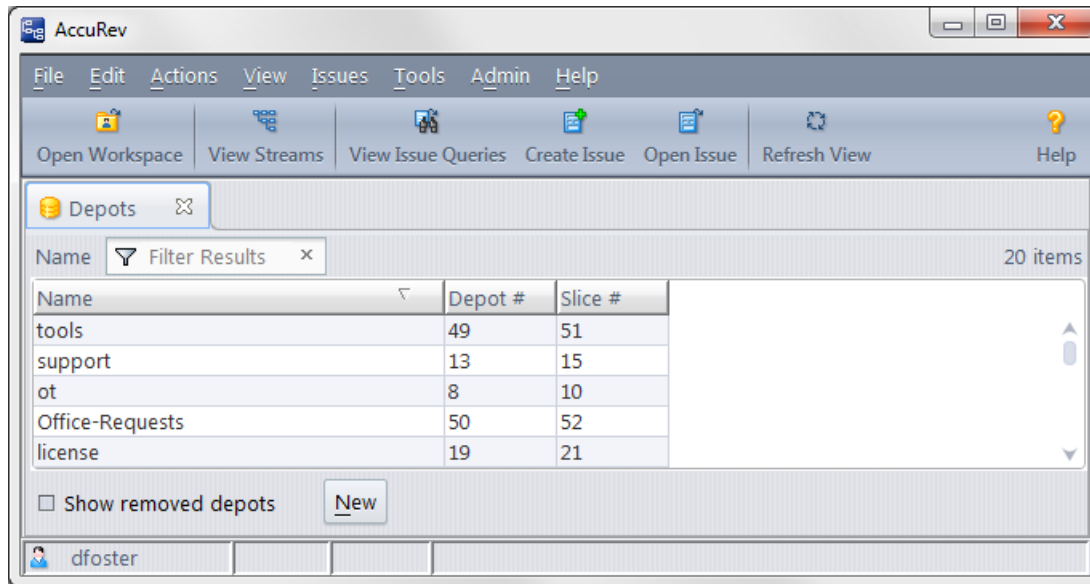 AccuRev
File Edit Actions View Issues Tools Admin Help
Open Workspace View Streams View Issue Queries Create Issue Open Issue Refresh View Help
Depots
Name Filter Results 20 items
Name Depot # Slice #
tools 49 51
support 13 15
ot 8 10
Office-Requests 50 52
license 19 21
Show removed depots New
dfoster